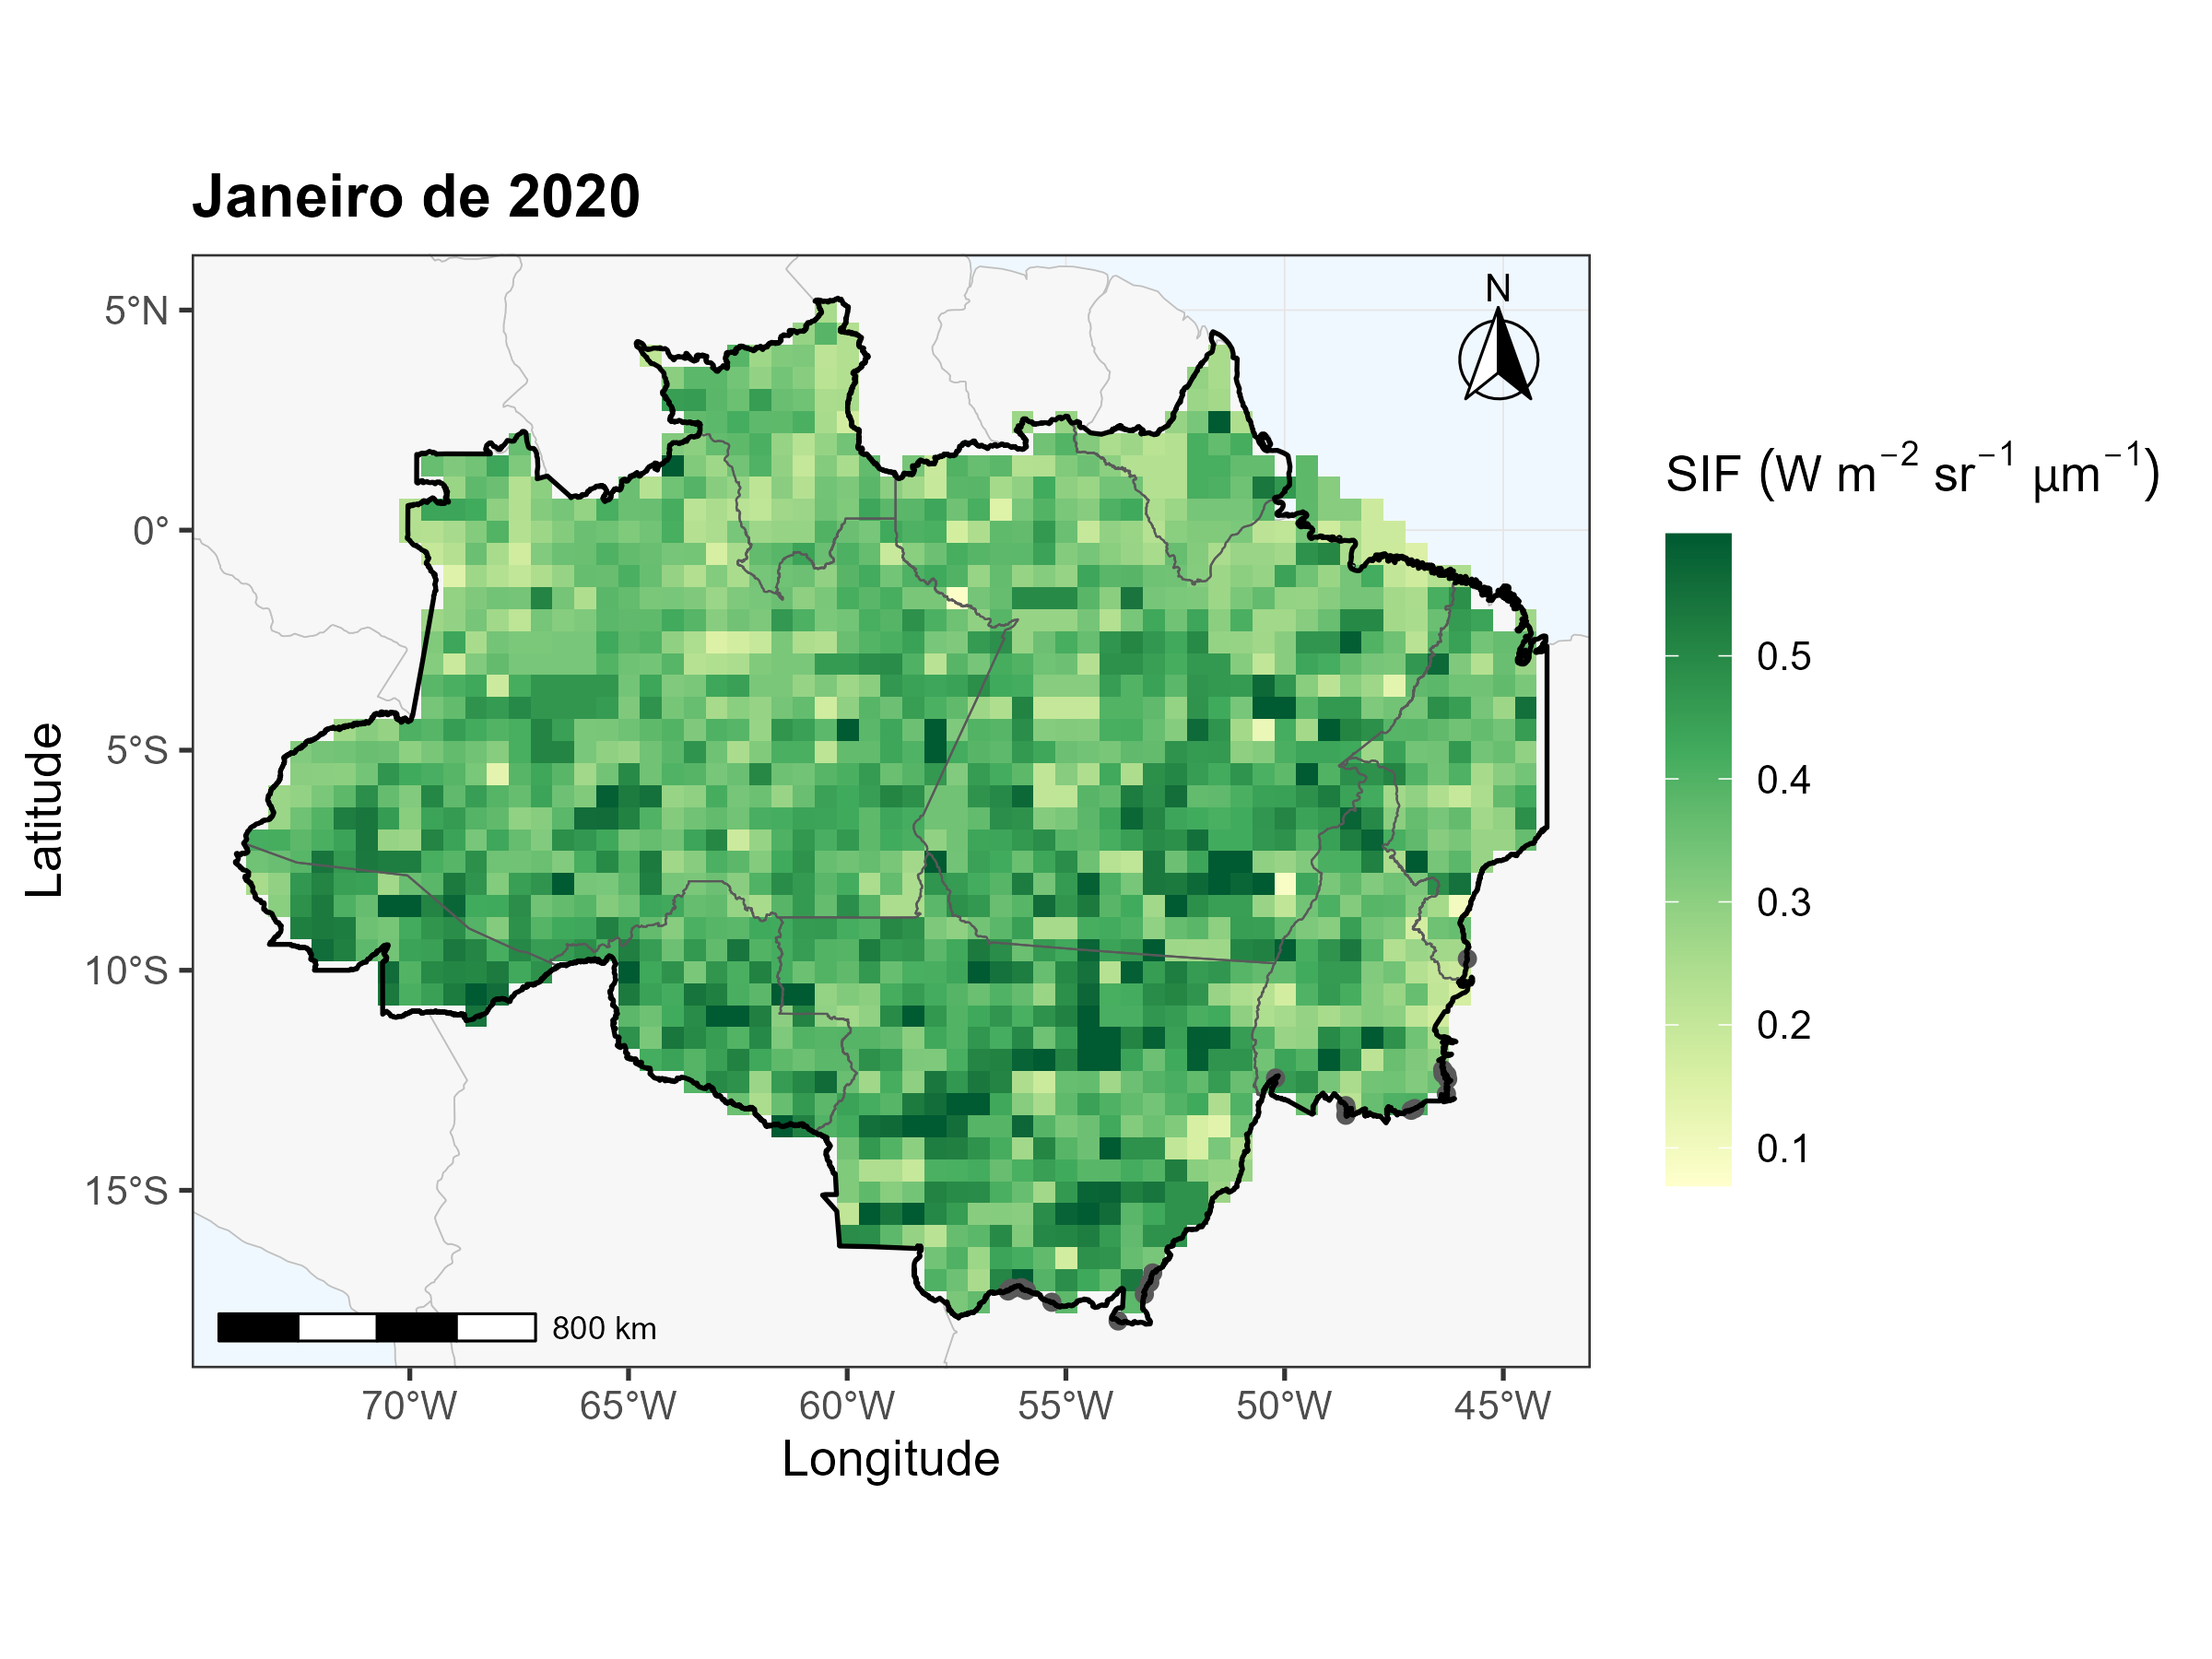 Janeiro de 2020
N
5°N
0°
5°S
10°S
15°S
Latitude
800 km
70°W 65°W 60°W 55°W 50°W 45°W
Longitude
SIF (W m⁻² sr⁻¹ µm⁻¹)
0.5
0.4
0.3
0.2
0.1